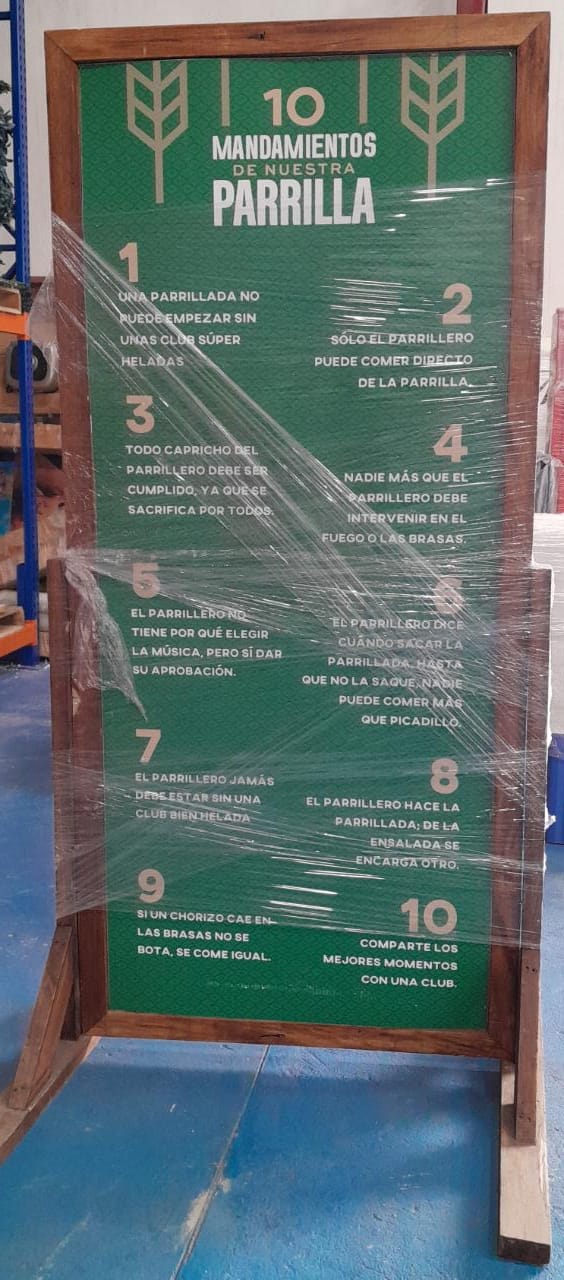 10
MANDAMIENTOS
DE NUESTRA
PARRILLA
1
UNA PARRILLADA NO
PUEDE EMPEZAR SIN
UNAS CLUB SÚPER
HELADAS
2
SÓLO EL PARRILLERO
PUEDE COMER DIRECTO
DE LA PARRILLA.
3
TODO CAPRICHO DEL
PARRILLERO DEBE SER
CUMPLIDO, YA QUE SE
SACRIFICA POR TODOS.
4
NADIE MÁS QUE EL
PARRILLERO DEBE
INTERVENIR EN EL
FUEGO O LAS BRASAS.
5
EL PARRILLERO NO
TIENE POR QUÉ ELEGIR
LA MÚSICA, PERO SÍ DAR
SU APROBACIÓN.
6
EL PARRILLERO DICE
CUÁNDO SACAR LA
PARRILLADA. HASTA
QUE NO LA SAQUE, NADIE
PUEDE COMER MÁS
QUE PICADILLO.
7
EL PARRILLERO JAMÁS
DEBE ESTAR SIN UNA
CLUB BIEN HELADA
8
EL PARRILLERO HACE LA
PARRILLADA; DE LA
ENSALADA SE
ENCARGA OTRO.
9
SI UN CHORIZO CAE EN
LAS BRASAS NO SE
BOTA, SE COME IGUAL.
10
COMPARTE LOS
MEJORES MOMENTOS
CON UNA CLUB.